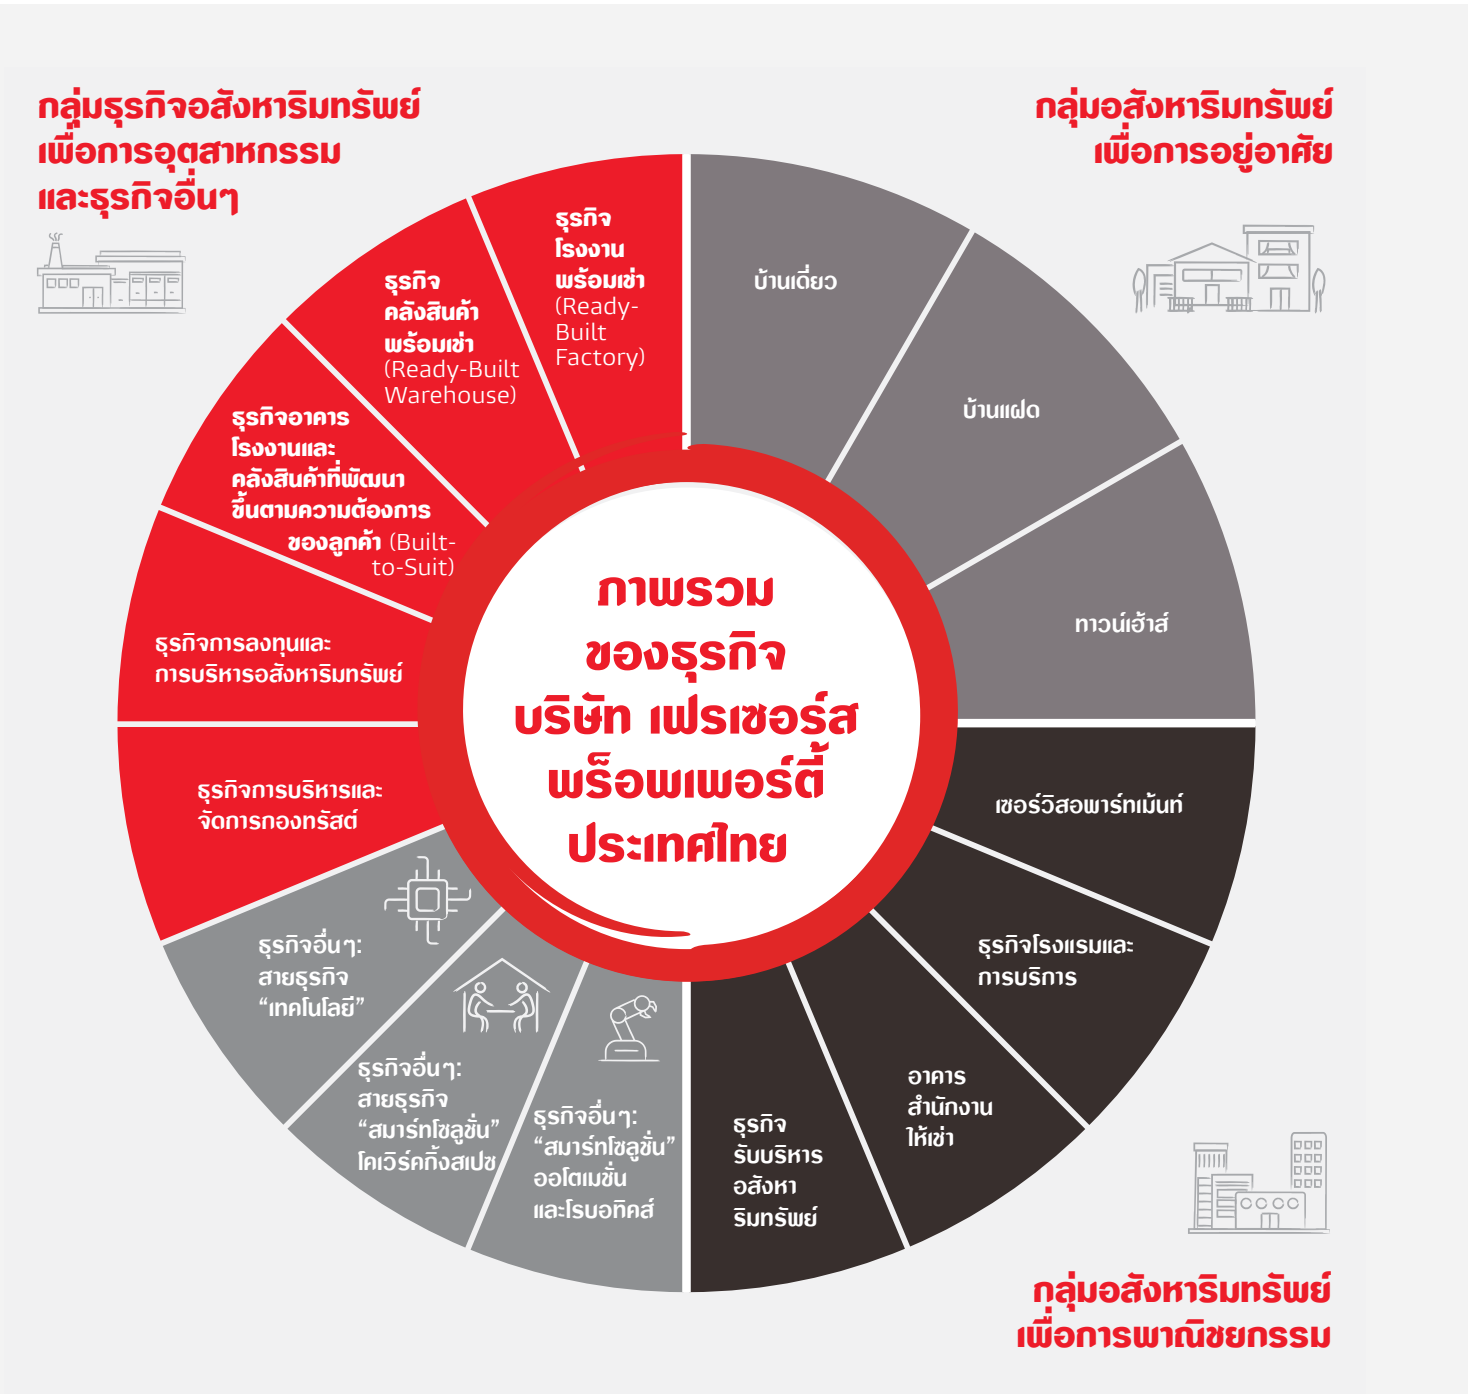 กลุ่มธุรกิจอสังหาริมทรัพย์
เพื่อการอุตสาหกรรม
และธุรกิจอื่นๆ
กลุ่มอสังหาริมทรัพย์
เพื่อการอยู่อาศัย
ธุรกิจ
โรงงาน
พร้อมเช่า
(Ready-
Built
Factory)
ธุรกิจ
คลังสินค้า
พร้อมเช่า
(Ready-Built
Warehouse)
ธุรกิจอาคาร
โรงงานและ
คลังสินค้าที่พัฒนา
ขึ้นตามความต้องการ
ของลูกค้า (Built-
to-Suit)
ธุรกิจการลงทุนและ
การบริหารอสังหาริมทรัพย์
ธุรกิจการบริหารและ
จัดการกองทรัสต์
ธุรกิจอื่นๆ:
สายธุรกิจ
“เทคโนโลยี”
ธุรกิจอื่นๆ:
สายธุรกิจ
“สมาร์ทโซลูชั่น”
โคเวิร์คกิ้งสเปซ
ธุรกิจอื่นๆ:
“สมาร์ทโซลูชั่น”
ออโตเมชั่น
และโรบอทิคส์
บ้านเดี่ยว
บ้านแฝด
ทาวน์เฮ้าส์
เซอร์วิสอพาร์ทเม้นท์
ธุรกิจโรงแรมและ
การบริการ
อาคาร
สำนักงาน
ให้เช่า
ธุรกิจ
รับบริหาร
อสังหา
ริมทรัพย์
ภาพรวม
ของธุรกิจ
บริษัท เฟรเซอร์ส
พร็อพเพอร์ตี้
ประเทศไทย
กลุ่มอสังหาริมทรัพย์
เพื่อการพาณิชยกรรม